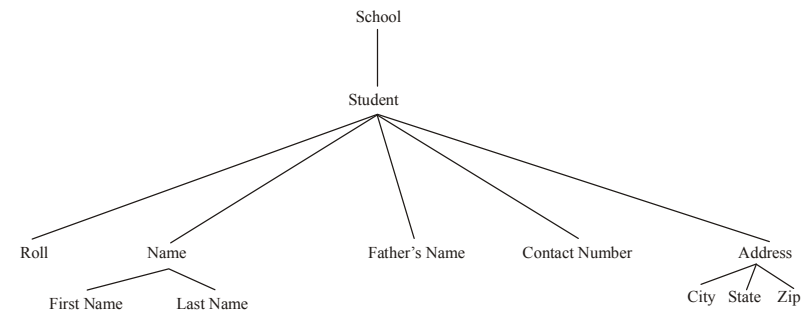 School
Student
Roll
Name
Father’s Name
Contact Number
Address
First Name
Last Name
City
State
Zip